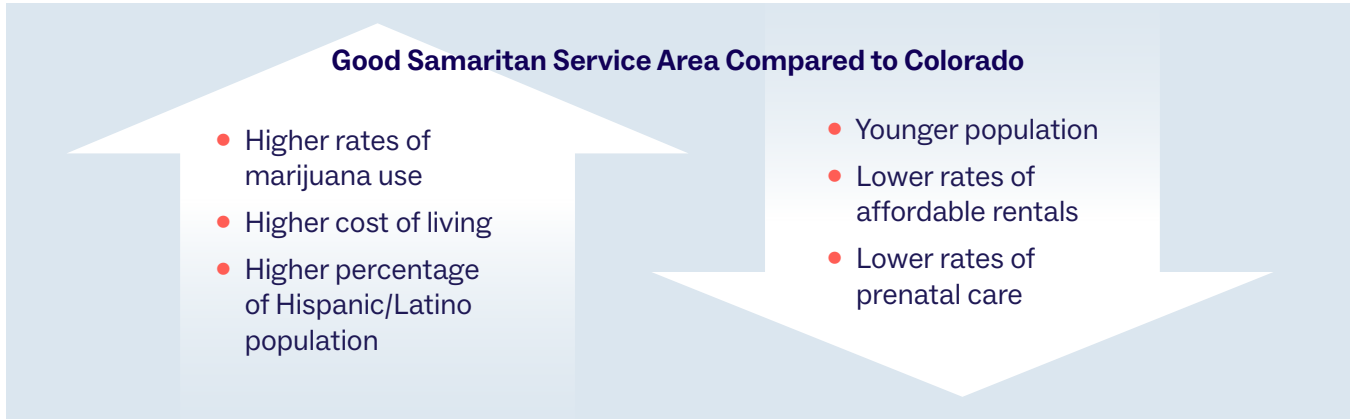 Good Samaritan Service Area Compared to Colorado
• Higher rates of
marijuana use
• Higher cost of living
• Higher percentage
of Hispanic/Latino
population
• Younger population
• Lower rates of
affordable rentals
• Lower rates of
prenatal care